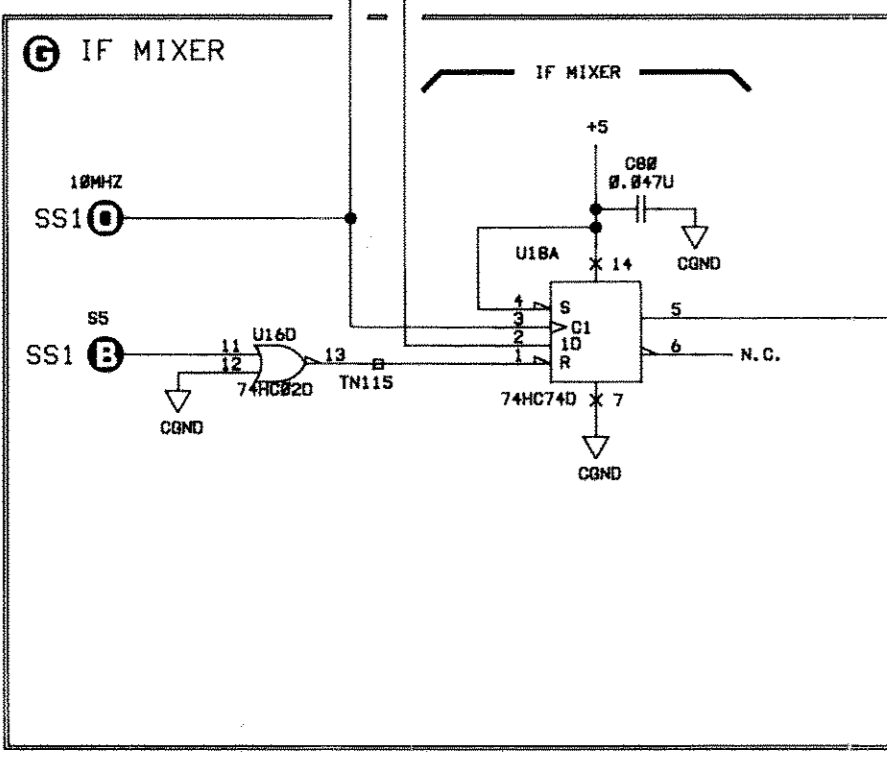 G IF MIXER
IF MIXER
+5
C80
0.047U
CGND
10MHZ
SS1 O
U18A
14
4 S
3 C1
2 1D
1 R
5
6 N.C.
74HC74D 7
CGND
S5
SS1 B
11
12
U16D
13
74HC02D
TN115
CGND